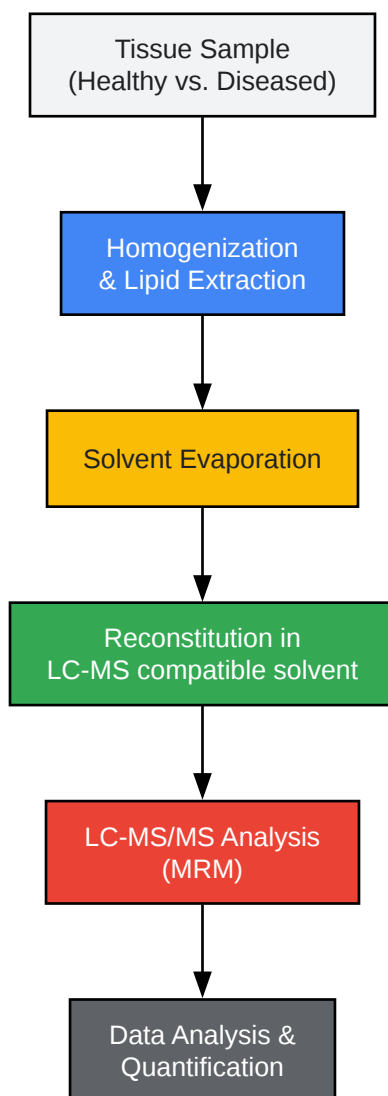 Tissue Sample
(Healthy vs. Diseased)
Homogenization
& Lipid Extraction
Solvent Evaporation
Reconstitution in
LC-MS compatible solvent
LC-MS/MS Analysis
(MRM)
Data Analysis &
Quantification